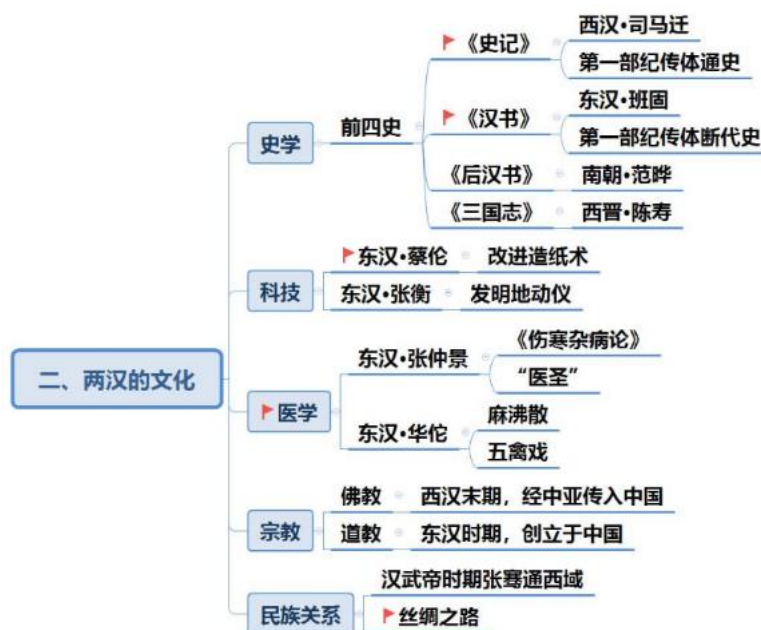 二、两汉的文化
史学
前四史
《史记》
西汉·司马迁
第一部纪传体通史
《汉书》
东汉·班固
第一部纪传体断代史
《后汉书》
南朝·范晔
《三国志》
西晋·陈寿
科技
东汉·蔡伦
改进造纸术
东汉·张衡
发明地动仪
医学
东汉·张仲景
《伤寒杂病论》
“医圣”
东汉·华佗
麻沸散
五禽戏
宗教
佛教
西汉末期，经中亚传入中国
道教
东汉时期，创立于中国
民族关系
汉武帝时期张骞通西域
丝绸之路